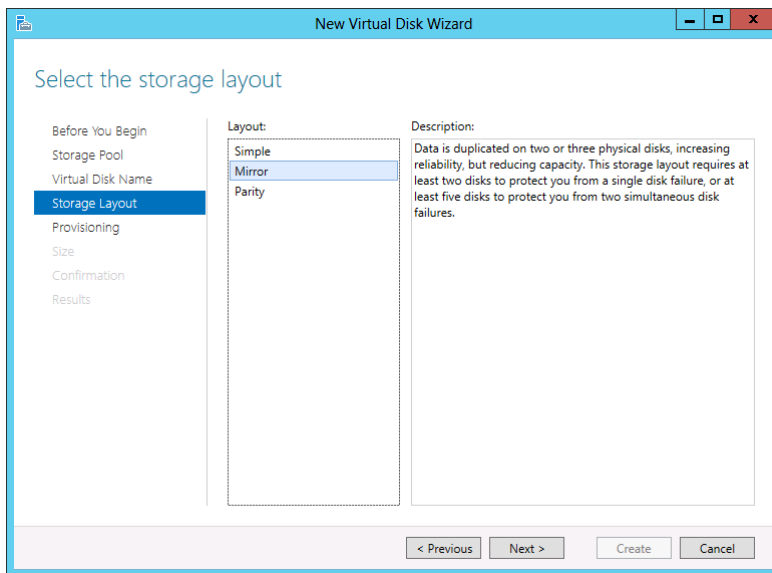 New Virtual Disk Wizard
Select the storage layout
Before You Begin
Storage Pool
Virtual Disk Name
Storage Layout
Provisioning
Size
Confirmation
Results
Layout:
Simple
Mirror
Parity
Description:
Data is duplicated on two or three physical disks, increasing
reliability, but reducing capacity. This storage layout requires at
least two disks to protect you from a single disk failure, or at
least five disks to protect you from two simultaneous disk
failures.
< Previous
Next >
Create
Cancel